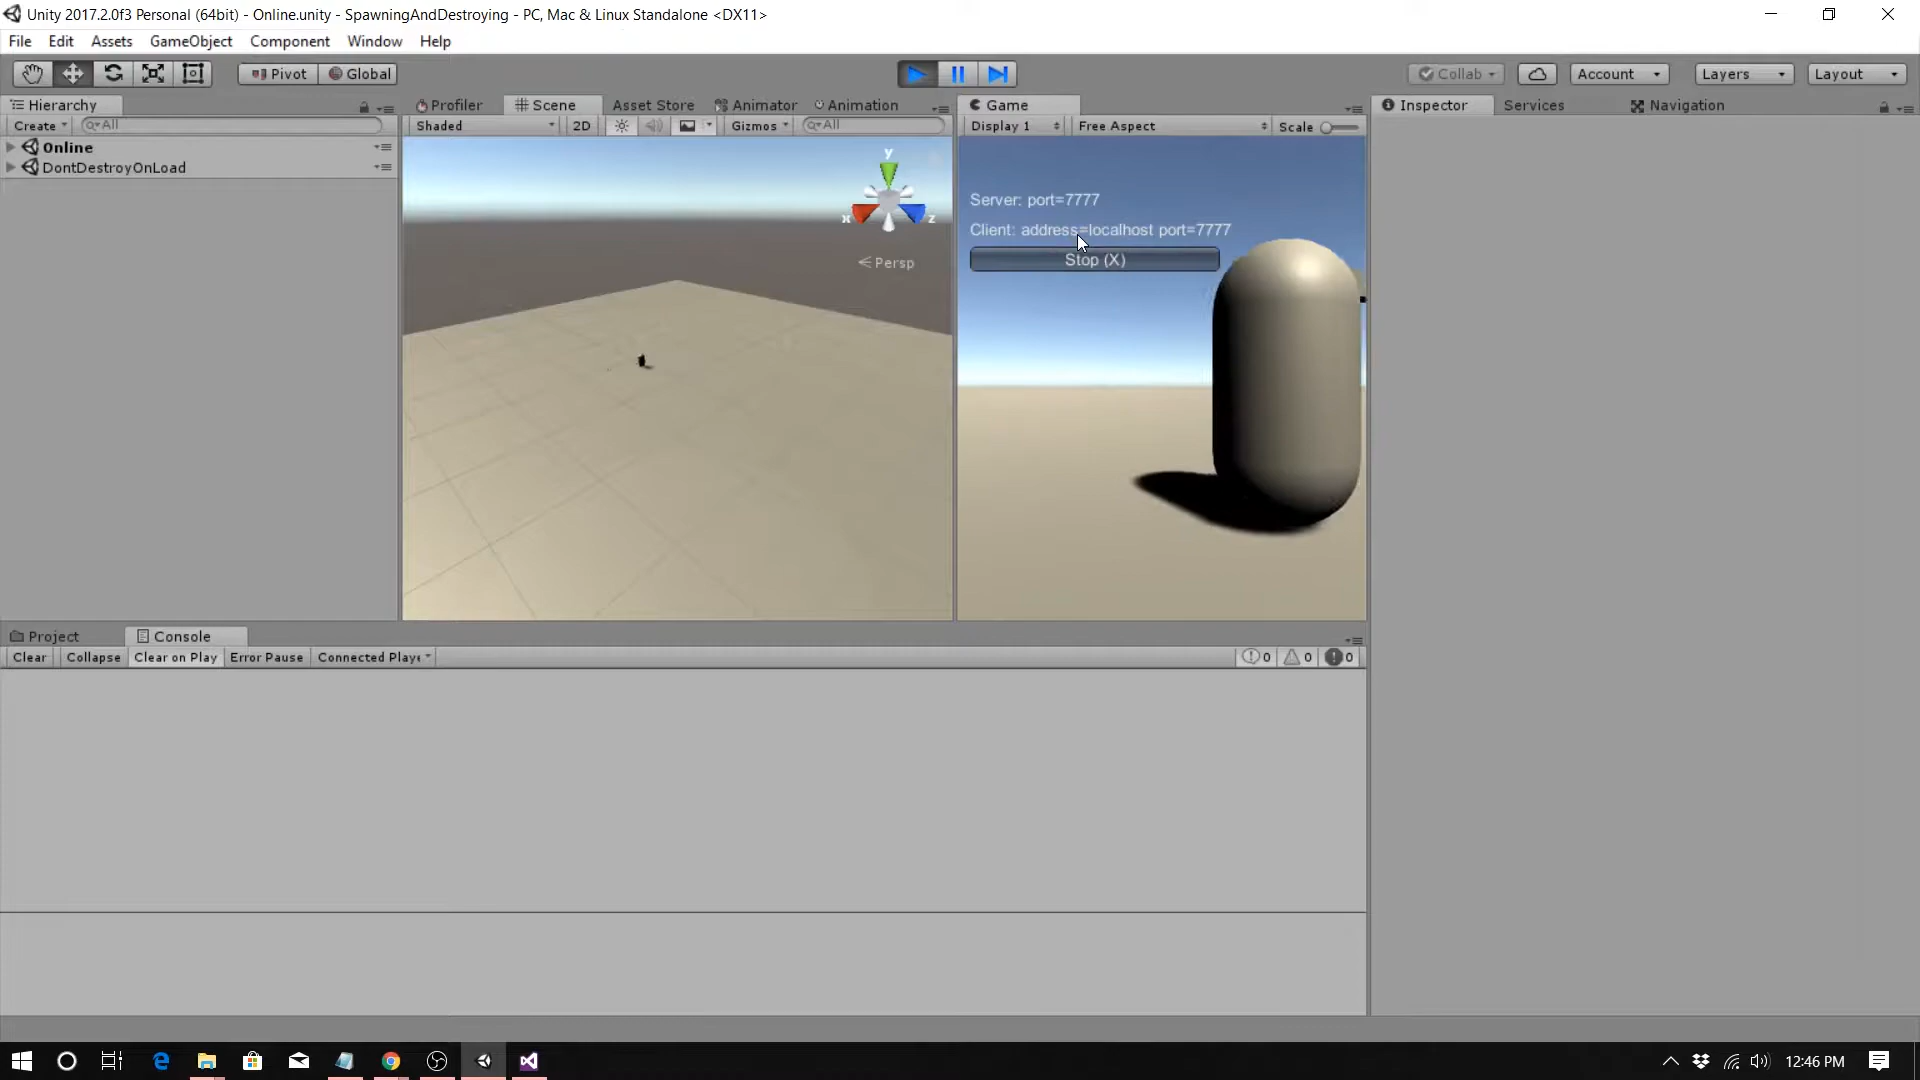 Unity 2017.2.0f3 Personal (64bit) - Online.unity - SpawningAndDestroying - PC, Mac & Linux Standalone <DX11>
File Edit Assets GameObject Component Window Help
Pivot Global Collab Account Layers Layout
Hierarchy Profiler Scene Asset Store Animator Animation Game Inspector Services Navigation
Create All Shaded 2D Gizmos All Display 1 Free Aspect Scale
Online
DontDestroyOnLoad
y
x z
Persp
Server: port=7777
Client: address=localhost port=7777
Stop (X)
Project Console
Clear Collapse Clear on Play Error Pause Connected Playe 0 0 0
12:46 PM